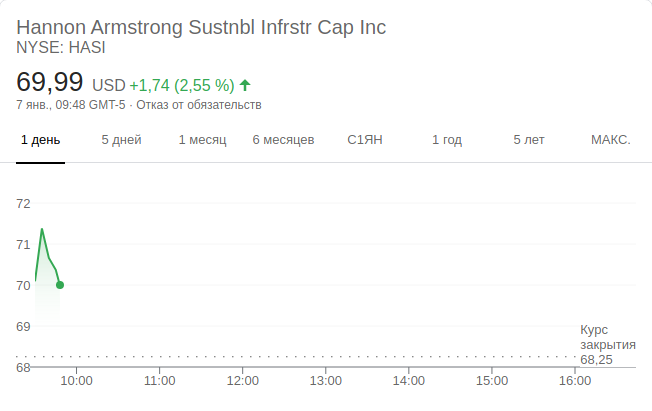 Hannon Armstrong Sustnbl Infrstr Cap Inc
NYSE: HASI
69,99 USD +1,74 (2,55 %)
7 янв., 09:48 GMT-5 · Отказ от обязательств
1 день 5 дней 1 месяц 6 месяцев С1ЯН 1 год 5 лет МАКС.
72
71
70
69
Курс
закрытия
68,25
68
10:00 11:00 12:00 13:00 14:00 15:00 16:00